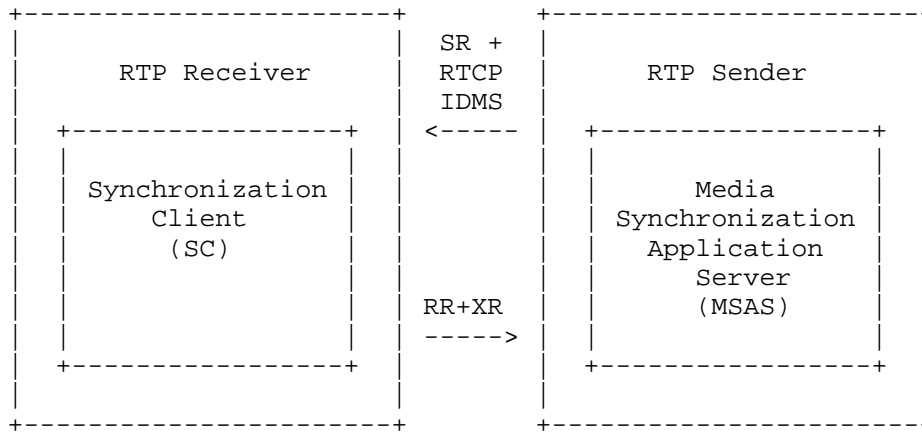 SR +
RTP Receiver RTCP RTP Sender
IDMS
<-----
Synchronization Media
Client Synchronization
(SC) Application
Server
RR+XR (MSAS)
----->